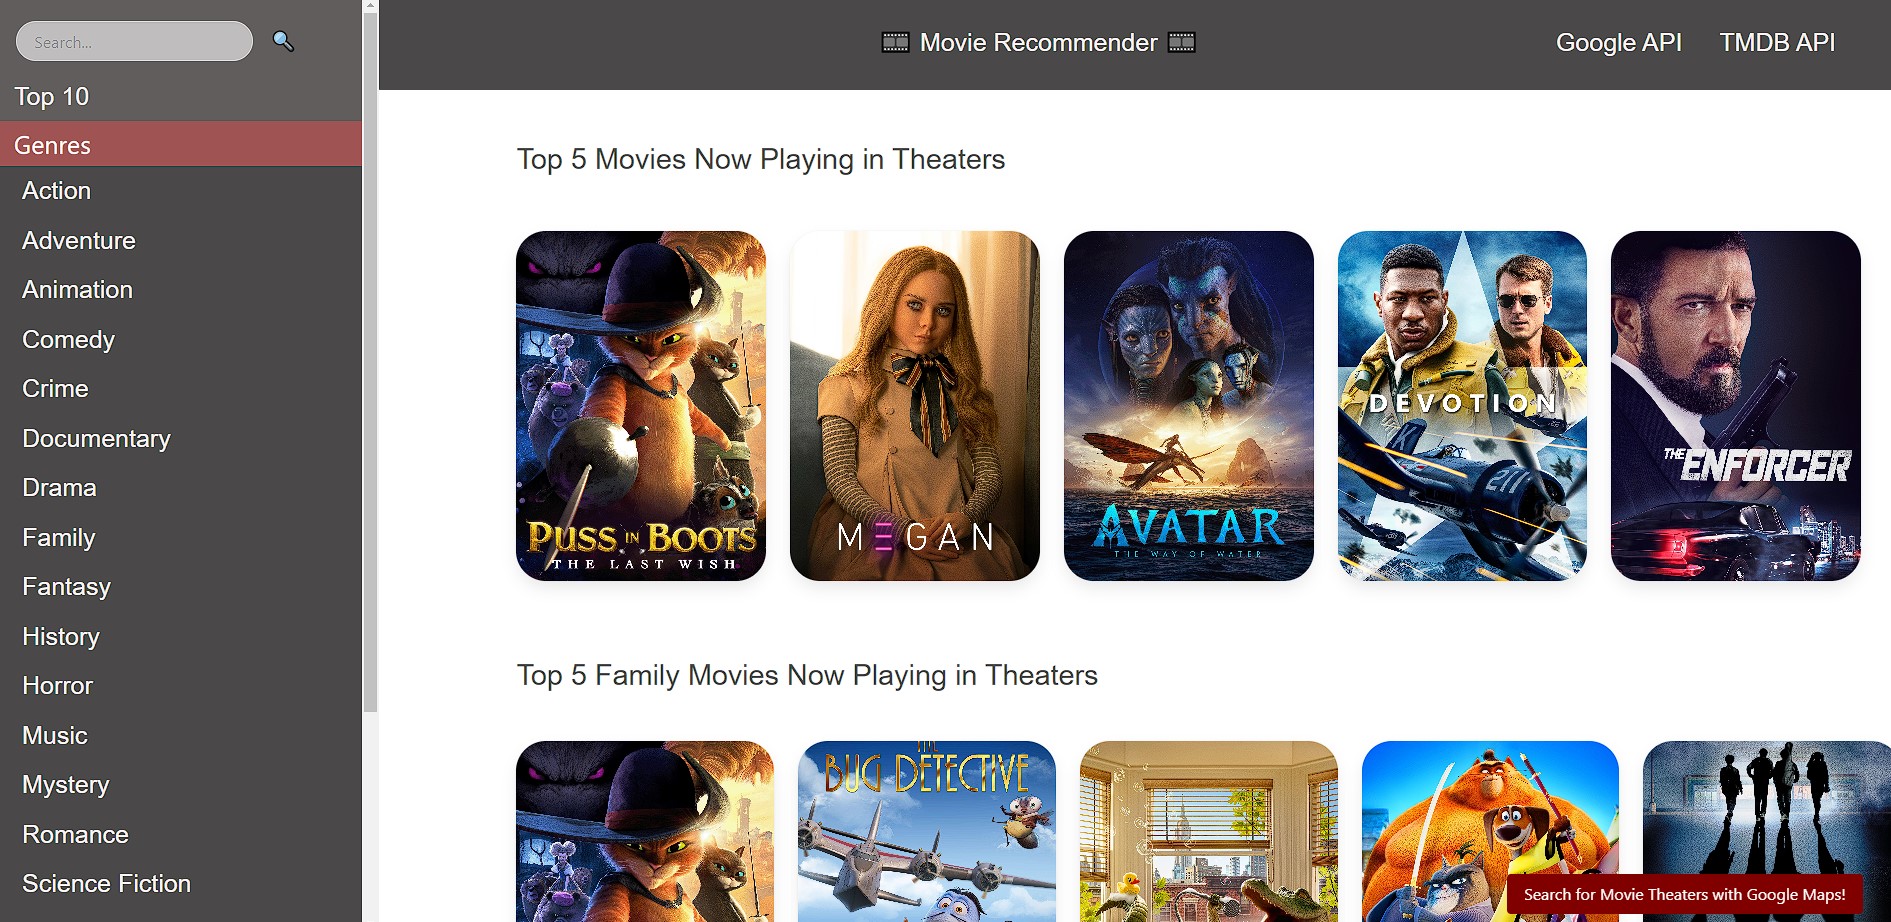 Search...
Top 10
Genres
Action
Adventure
Animation
Comedy
Crime
Documentary
Drama
Family
Fantasy
History
Horror
Music
Mystery
Romance
Science Fiction
Movie Recommender
Google API
TMDB API
Top 5 Movies Now Playing in Theaters
PUSS IN BOOTS
THE LAST WISH
M Ǝ G A N
AVATAR
THE WAY OF WATER
DEVOTION
211
THE ENFORCER
Top 5 Family Movies Now Playing in Theaters
THE
BUG DETECTIVE
Search for Movie Theaters with Google Maps!